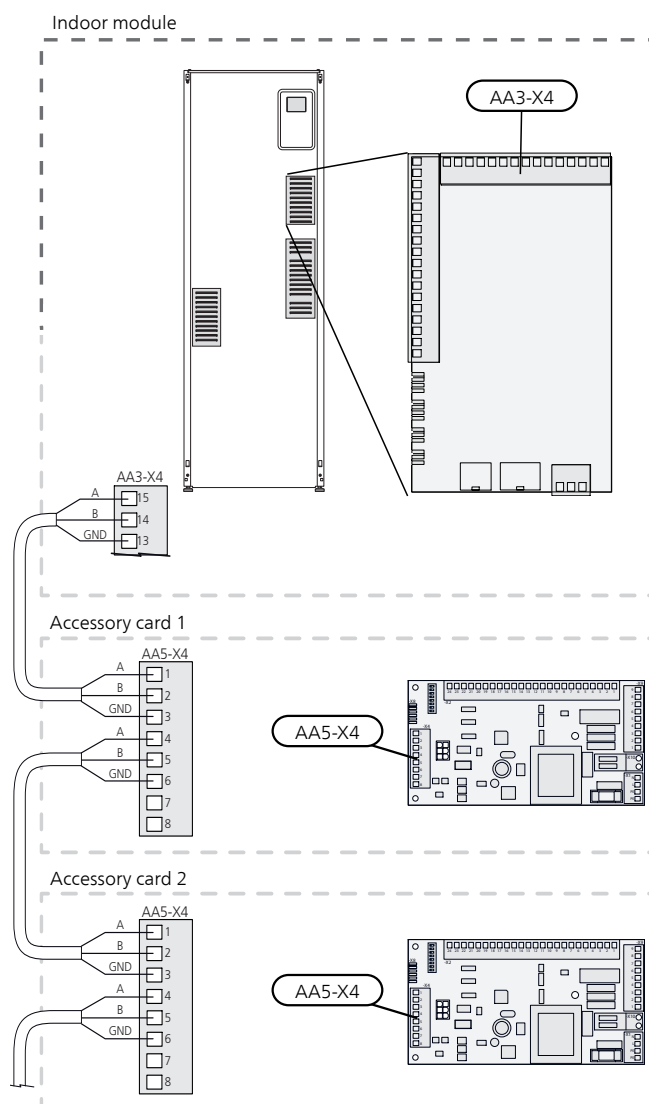 Indoor module
AA3-X4
AA3-X4
A 15
B 14
GND 13
Accessory card 1
AA5-X4
A 1
B 2
GND 3
A 4
B 5
GND 6
7
8
AA5-X4
Accessory card 2
AA5-X4
A 1
B 2
GND 3
A 4
B 5
GND 6
7
8
AA5-X4